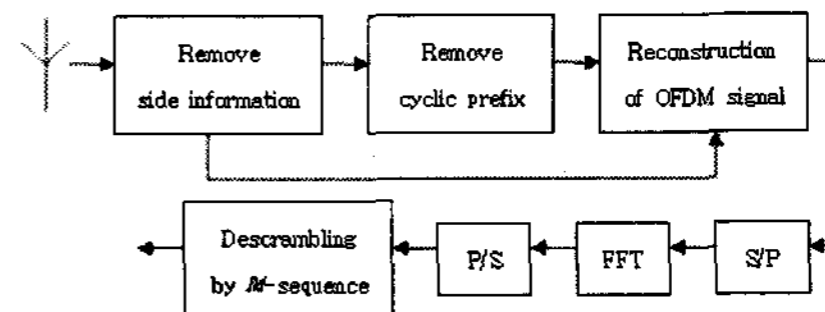 Remove
side information
Remove
cyclic prefix
Reconstruction
of OFDM signal
Descrambling
by M-sequence
P/S
FFT
S/P